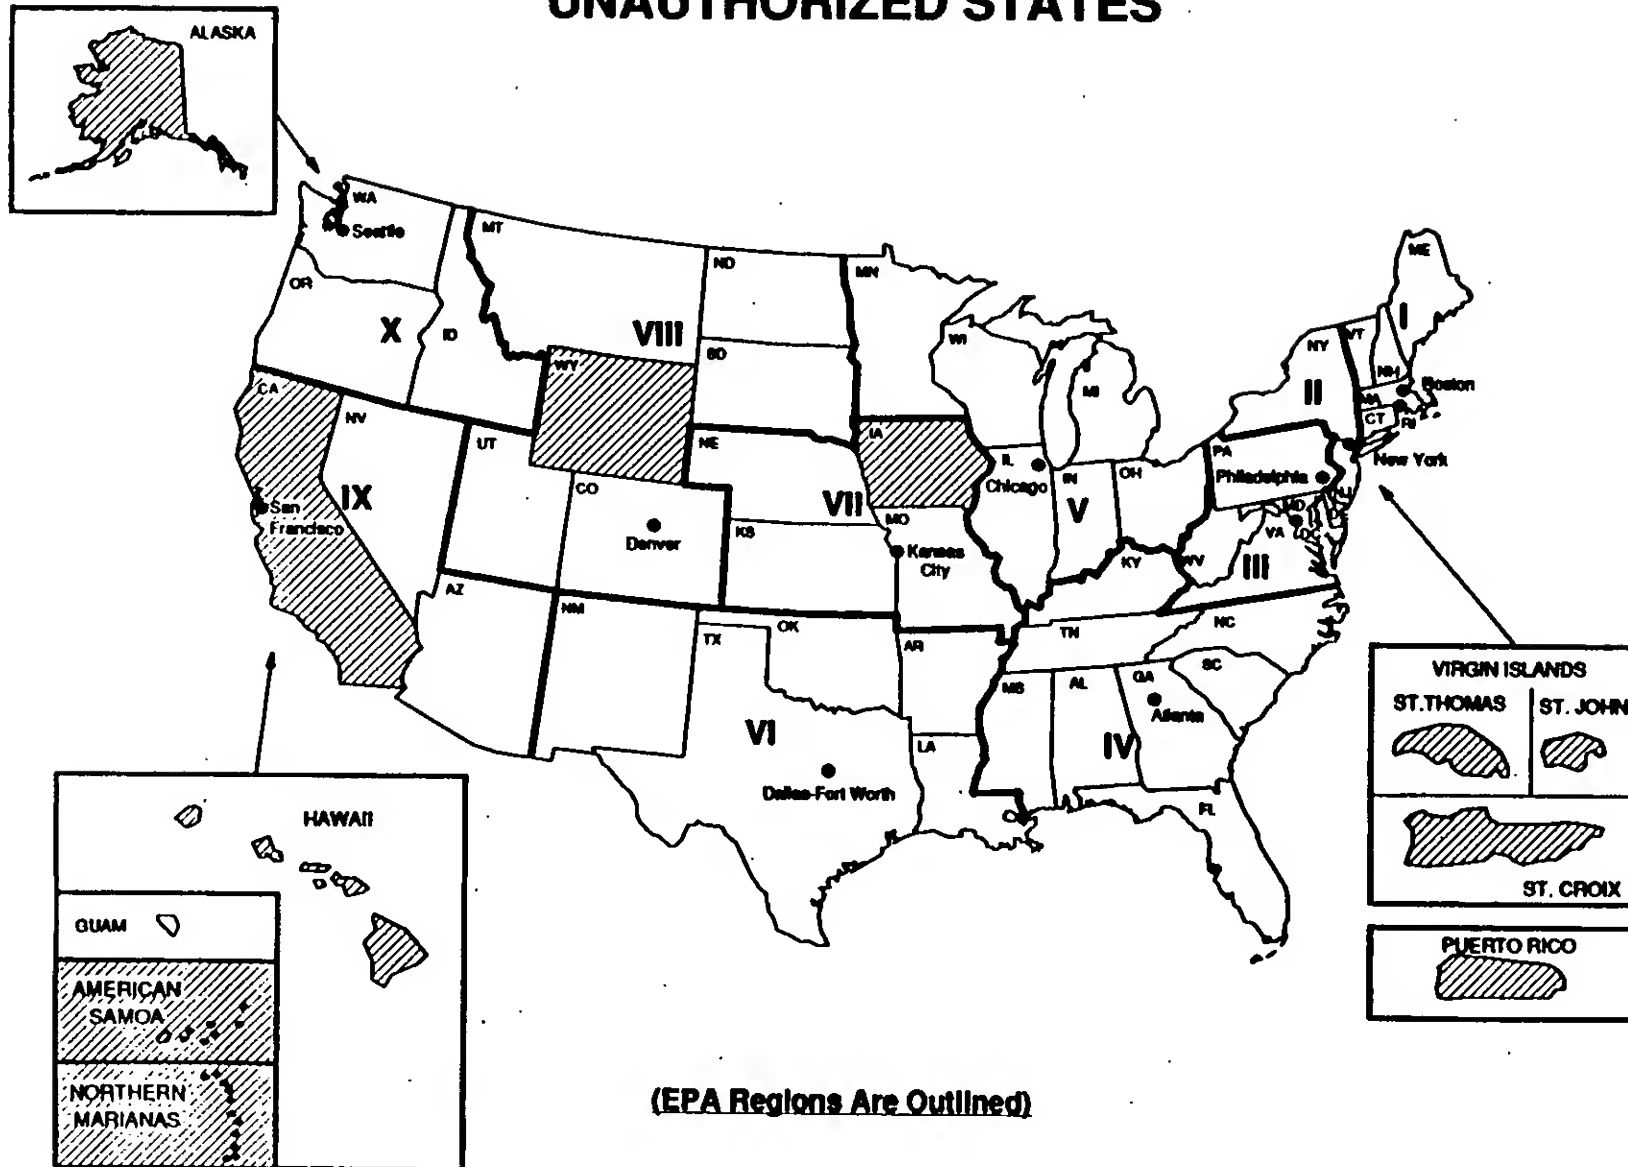 UNAUTHORIZED STATES
ALASKA
WA
Seattle
MT
ND
MN
ME
OR
X
ID
VIII
SD
WI
MI
NY
VT
I
NH
Boston
WY
II
MA
CT
RI
CA
NV
UT
NE
IA
IL
Chicago
IN
OH
PA
Philadelphia
New York
NJ
IX
San
Francisco
CO
Denver
VII
KS
MO
Kansas
City
V
KY
WV
VA
MD
DE
III
AZ
NM
TX
OK
AR
TN
NC
SC
MS
AL
GA
Atlanta
VI
LA
IV
Dallas-Fort Worth
FL
VIRGIN ISLANDS
ST.THOMAS
ST. JOHN
ST. CROIX
PUERTO RICO
HAWAII
GUAM
AMERICAN
SAMOA
NORTHERN
MARIANAS
(EPA Regions Are Outlined)